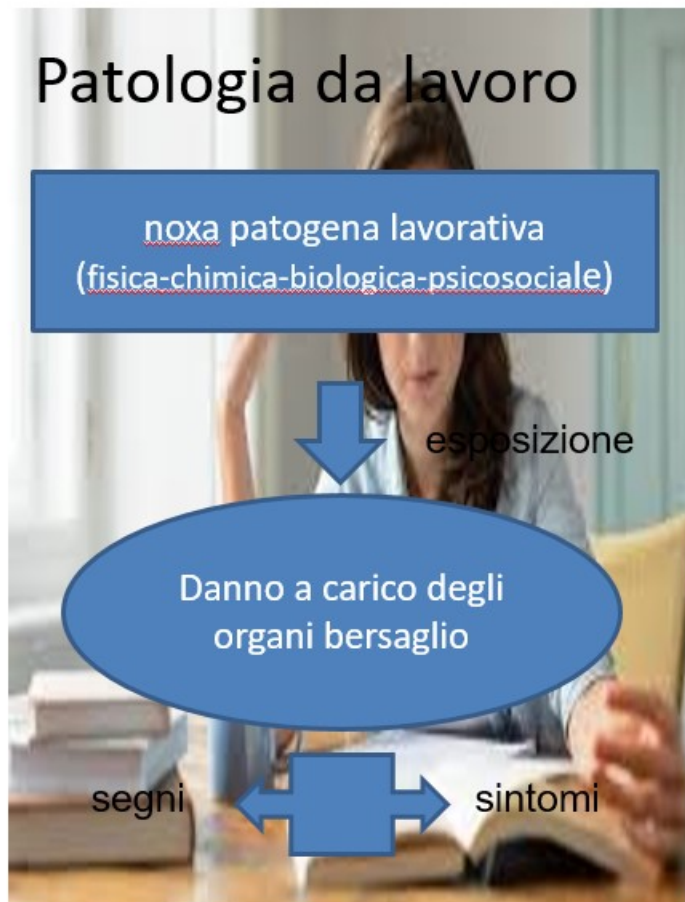 Patologia da lavoro
noxa patogena lavorativa
(fisica-chimica-biologica-psicosociale)
esposizione
Danno a carico degli
organi bersaglio
segni
sintomi